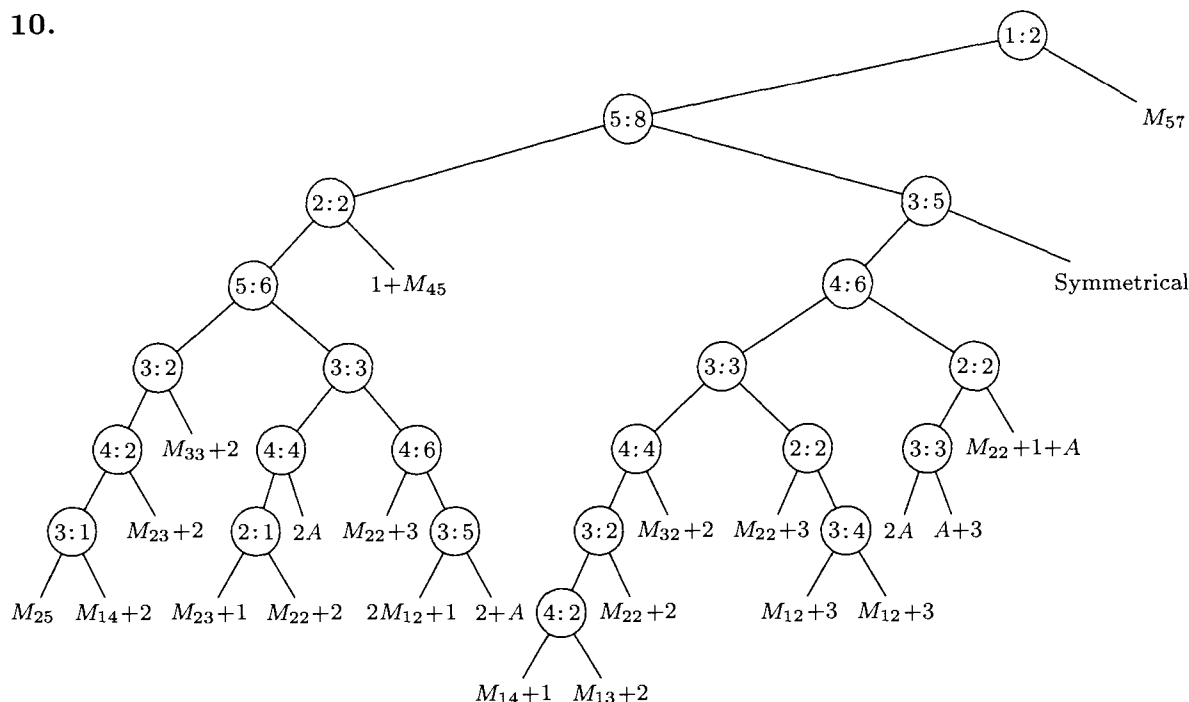 10.
1:2
5:8 M₅₇
2:2 3:5
5:6 1+M₄₅ 4:6 Symmetrical
3:2 3:3 3:3 2:2
4:2 M₃₃+2 4:4 4:6 4:4 2:2 3:3 M₂₂+1+A
3:1 M₂₃+2 2:1 2A M₂₂+3 3:5 3:2 M₃₂+2 M₂₂+3 3:4 2A A+3
M₂₅ M₁₄+2 M₂₃+1 M₂₂+2 2M₁₂+1 2+A 4:2 M₂₂+2 M₁₂+3 M₁₂+3
M₁₄+1 M₁₃+2